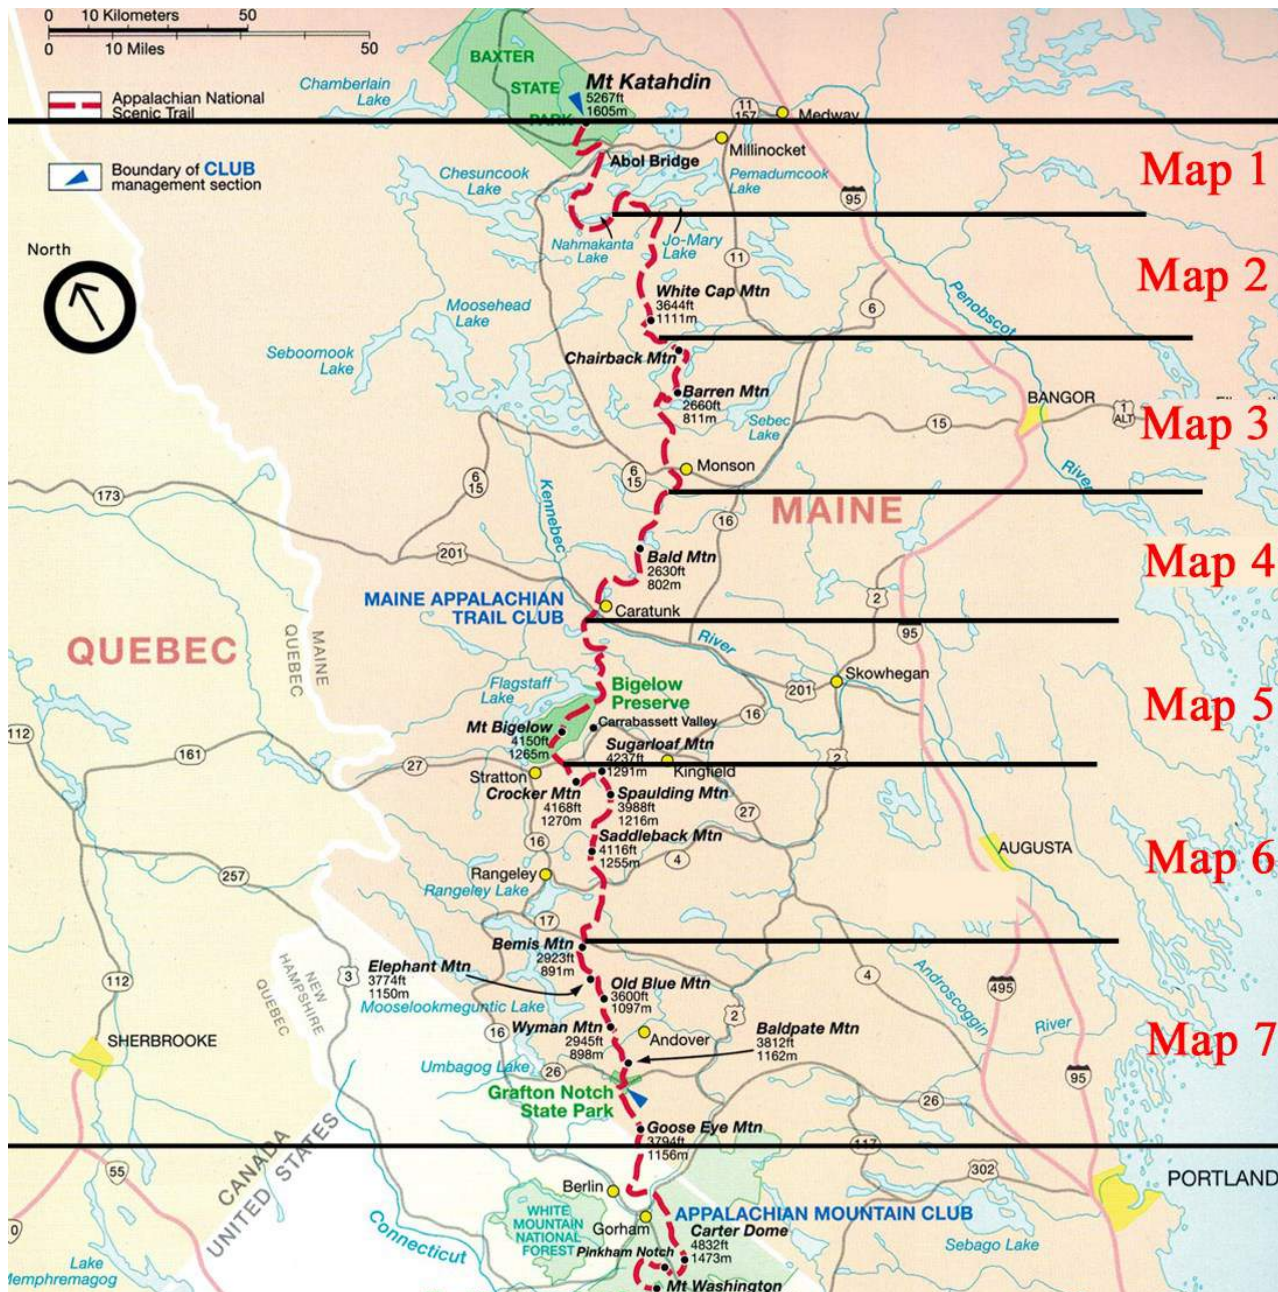 0 10 Kilometers 50
0 10 Miles 50
Appalachian National
Scenic Trail
Boundary of CLUB
management section
North
BAXTER
STATE
PARK
Mt Katahdin
5267ft
1605m
Chamberlain
Lake
11
157
Medway
Millinocket
Abol Bridge
Map 1
Chesuncook
Lake
Pemadumcook
Lake
95
Nahmakanta
Lake
Jo-Mary
Lake
11
Map 2
White Cap Mtn
3644ft
1111m
Penobscot
6
Moosehead
Lake
Seboomook
Lake
Chairback Mtn
Barren Mtn
2660ft
811m
BANGOR
1
ALT
Map 3
15
Sebec
Lake
Monson
6
15
6
15
River
173
Kennebec
MAINE
16
201
Bald Mtn
2630ft
802m
Map 4
2
MAINE APPALACHIAN
TRAIL CLUB
Caratunk
95
River
QUEBEC
MAINE
QUEBEC
Skowhegan
201
Flagstaff
Lake
Bigelow
Preserve
Map 5
16
Mt Bigelow
4150ft
1265m
Carrabassett Valley
112
161
27
Sugarloaf Mtn
4237ft
1291m
2
Stratton
Kingfield
Crocker Mtn
4168ft
1270m
Spaulding Mtn
3988ft
1216m
27
Saddleback Mtn
4116ft
1255m
16
4
AUGUSTA
Map 6
257
Rangeley
Rangeley Lake
17
Bemis Mtn
2923ft
891m
Elephant Mtn
3774ft
1150m
3
NEW
HAMPSHIRE
QUEBEC
112
4
Androscoggin
495
Old Blue Mtn
3600ft
1097m
Mooselookmeguntic Lake
2
River
Map 7
Wyman Mtn
2945ft
898m
16
Andover
Baldpate Mtn
3812ft
1162m
SHERBROOKE
Umbagog Lake
26
95
Grafton Notch
State Park
26
Goose Eye Mtn
3794ft
1156m
117
CANADA
UNITED STATES
55
302
PORTLAND
Berlin
WHITE
MOUNTAIN
NATIONAL
FOREST
Gorham
APPALACHIAN MOUNTAIN CLUB
Connecticut
Carter Dome
4832ft
1473m
Sebago Lake
Pinkham Notch
Lake
Memphremagog
Mt Washington